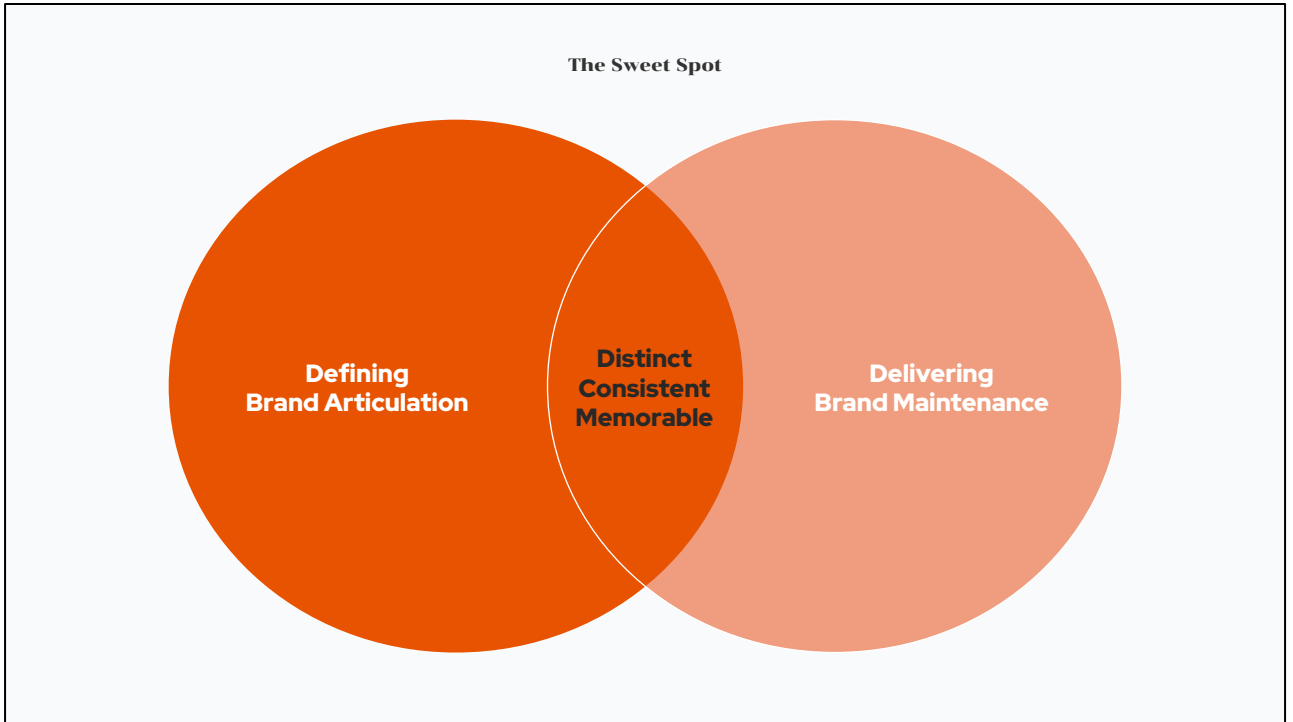 The Sweet Spot
Defining
Brand Articulation
Distinct
Consistent
Memorable
Delivering
Brand Maintenance